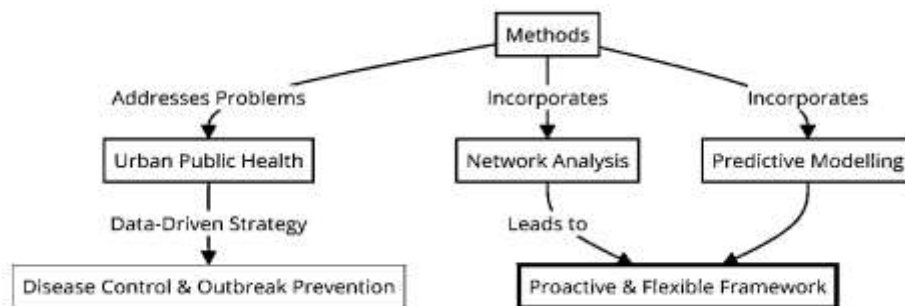 Methods
Addresses Problems
Incorporates
Incorporates
Urban Public Health
Network Analysis
Predictive Modelling
Data-Driven Strategy
Leads to
Disease Control & Outbreak Prevention
Proactive & Flexible Framework